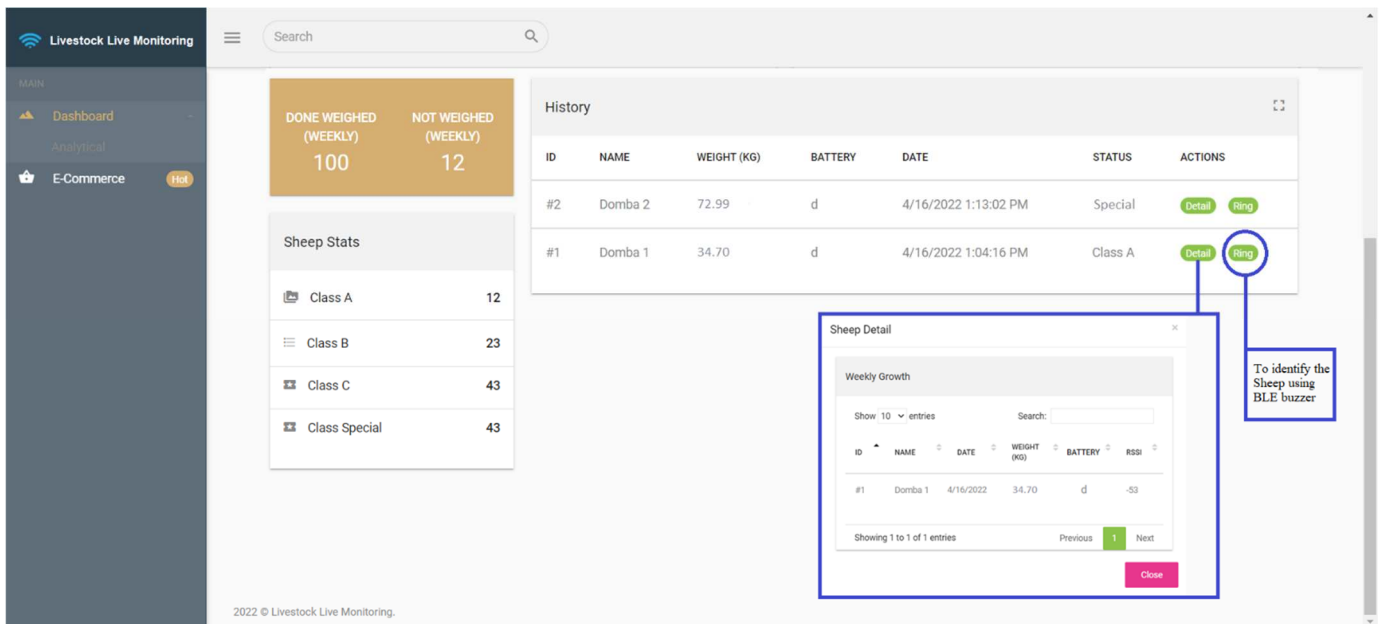 Livestock Live Monitoring
Search
MAIN
Dashboard
Analytical
E-Commerce Hot
DONE WEIGHED (WEEKLY)
100
NOT WEIGHED (WEEKLY)
12
Sheep Stats
Class A 12
Class B 23
Class C 43
Class Special 43
History
ID NAME WEIGHT (KG) BATTERY DATE STATUS ACTIONS
#2 Domba 2 72.99 d 4/16/2022 1:13:02 PM Special Detail Ring
#1 Domba 1 34.70 d 4/16/2022 1:04:16 PM Class A Detail Ring
Sheep Detail ×
Weekly Growth
Show 10 entries Search:
ID NAME DATE WEIGHT (KG) BATTERY RSSI
#1 Domba 1 4/16/2022 34.70 d -53
Showing 1 to 1 of 1 entries Previous 1 Next
Close
To identify the
Sheep using
BLE buzzer
2022 © Livestock Live Monitoring.